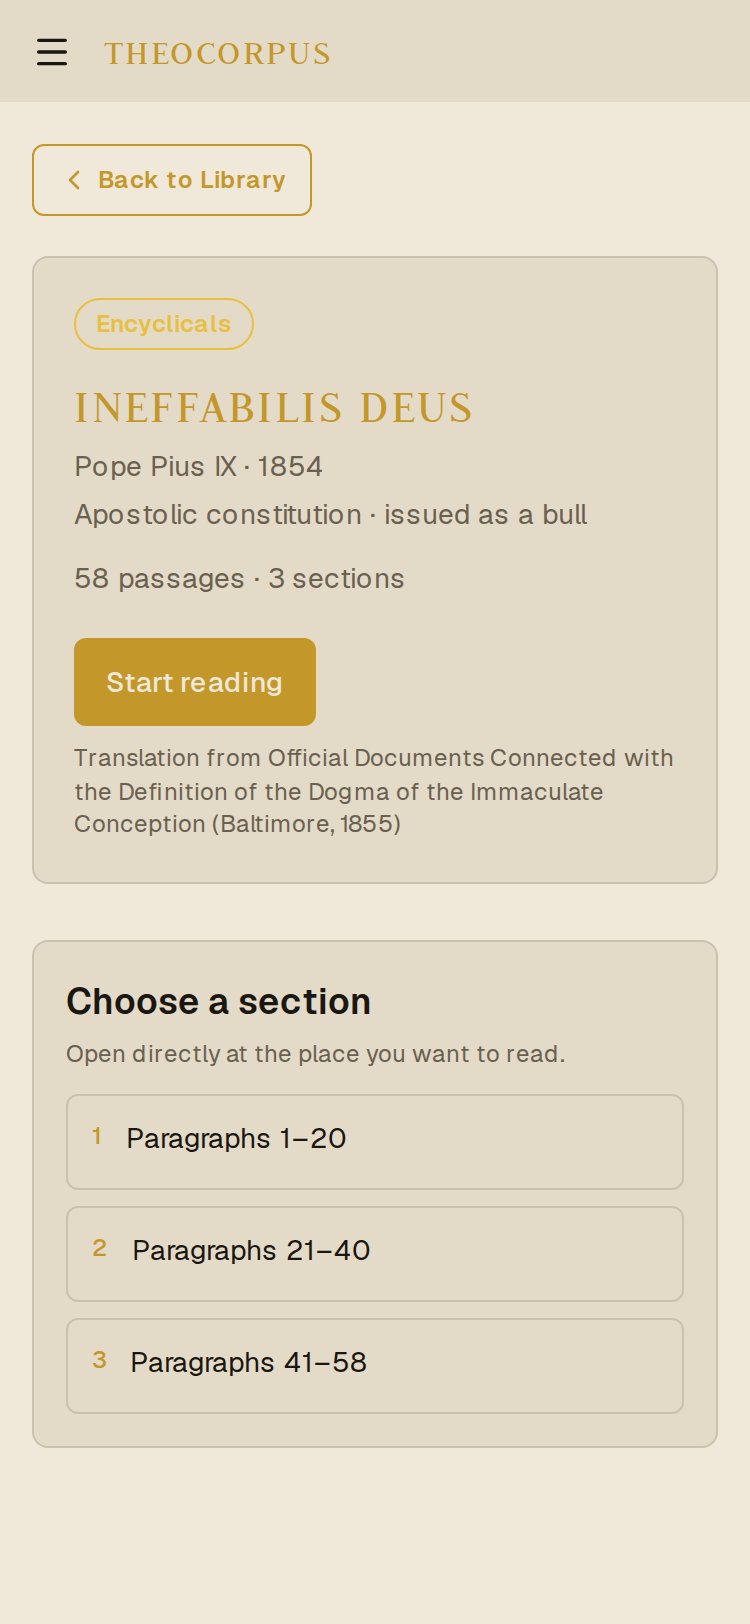 THEOCORPUS
Back to Library
Encyclicals
INEFFABILIS DEUS
Pope Pius IX · 1854
Apostolic constitution · issued as a bull
58 passages · 3 sections
Start reading
Translation from Official Documents Connected with
the Definition of the Dogma of the Immaculate
Conception (Baltimore, 1855)
Choose a section
Open directly at the place you want to read.
1 Paragraphs 1–20
2 Paragraphs 21–40
3 Paragraphs 41–58